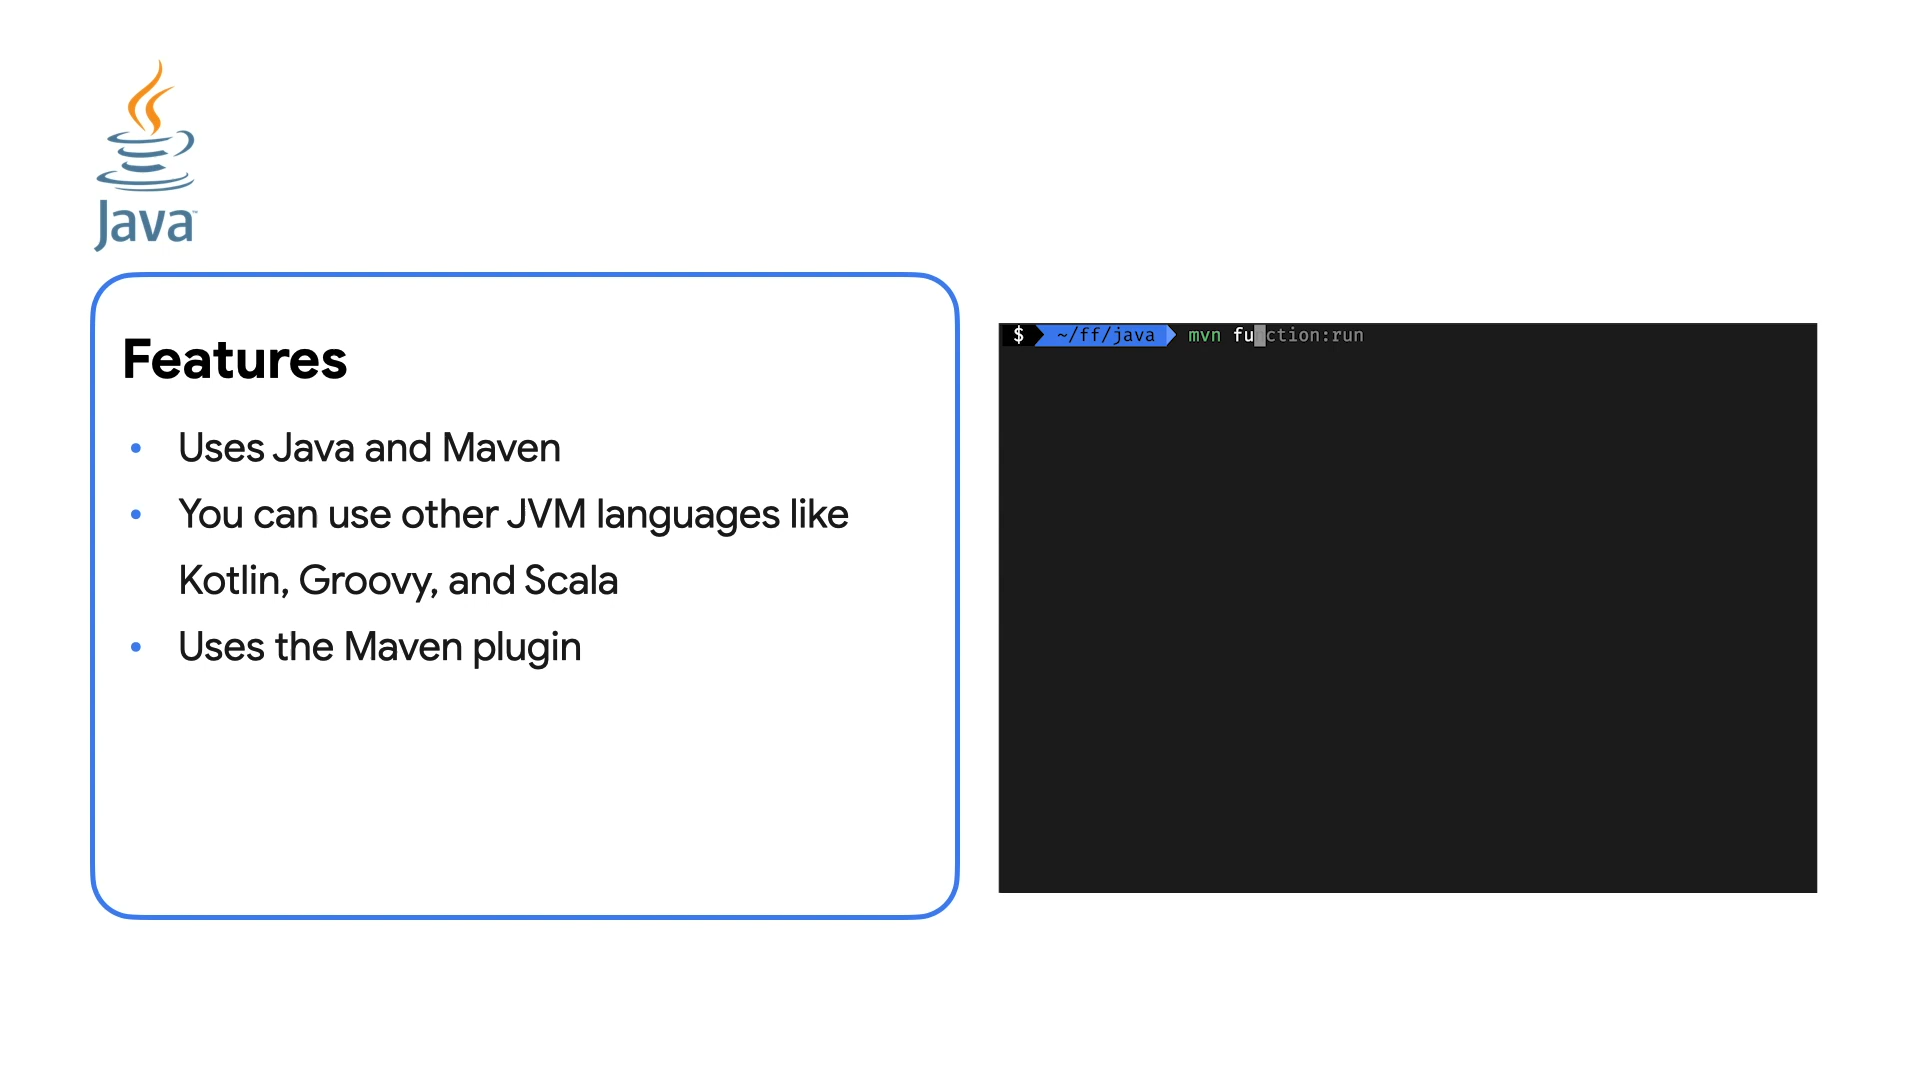 Java™
Features
• Uses Java and Maven
• You can use other JVM languages like
Kotlin, Groovy, and Scala
• Uses the Maven plugin
$ ~/ff/java mvn function:run